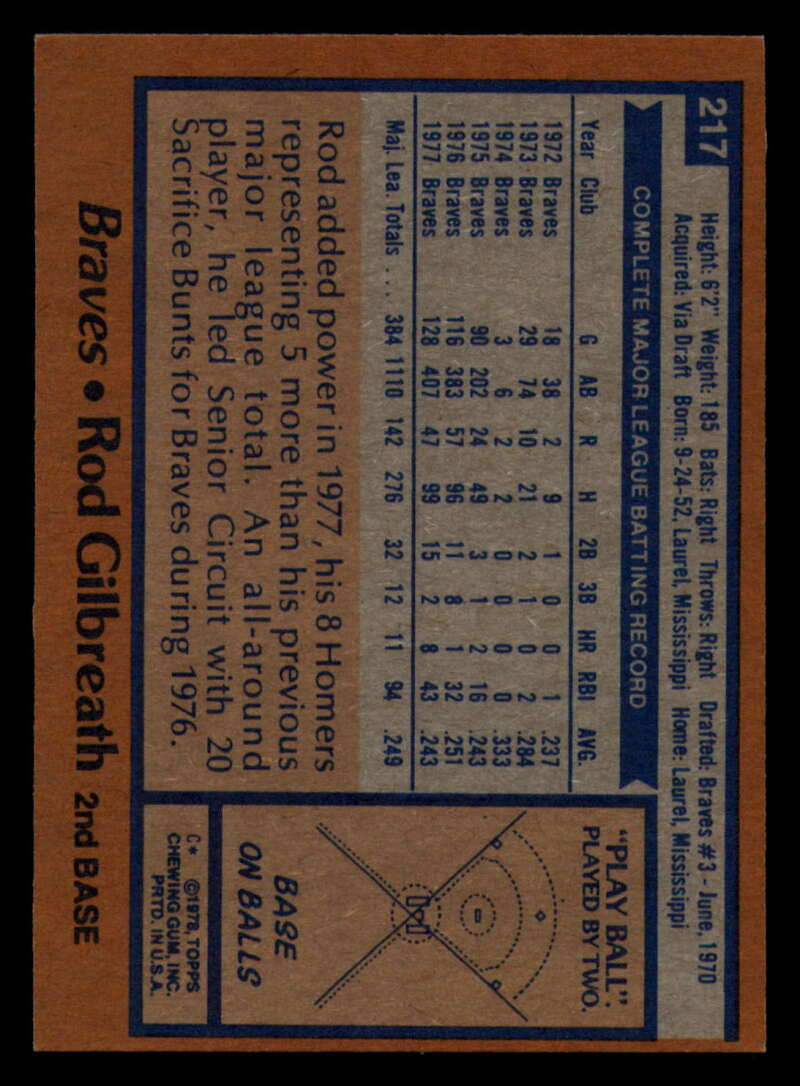 217
Height: 6'2" Weight: 185 Bats: Right Throws: Right Drafted: Braves #3 - June, 1970
Acquired: Via Draft Born: 9-24-52, Laurel, Mississippi Home: Laurel, Mississippi
COMPLETE MAJOR LEAGUE BATTING RECORD
Year Club G AB R H 2B 3B HR RBI AVG.
1972 Braves 18 38 2 9 1 0 0 1 .237
1973 Braves 29 74 10 21 2 1 0 2 .284
1974 Braves 3 6 2 2 0 0 0 0 .333
1975 Braves 90 202 24 49 3 1 2 16 .243
1976 Braves 116 383 57 96 11 8 1 32 .251
1977 Braves 128 407 47 99 15 2 8 43 .243
Maj. Lea. Totals ... 384 1110 142 276 32 12 11 94 .249
Rod added power in 1977, his 8 Homers
representing 5 more than his previous
major league total. An all-around
player, he led Senior Circuit with 20
Sacrifice Bunts for Braves during 1976.
"PLAY BALL".
PLAYED BY TWO.
BASE
ON BALLS
C* ©1978, TOPPS
CHEWING GUM, INC.
PRTD. IN U.S.A.
Braves • Rod Gilbreath 2nd BASE